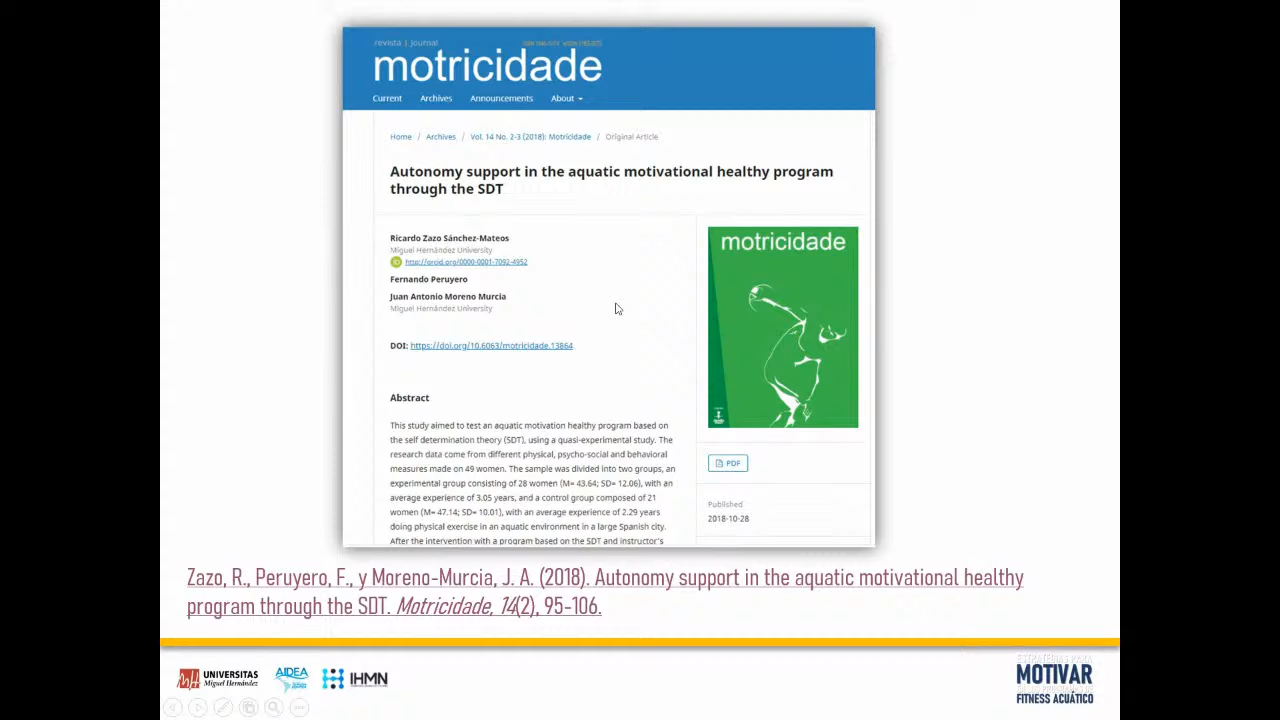 revista | journal
motricidade
Current Archives Announcements About
Home / Archives / Vol. 14 No. 2-3 (2018): Motricidade / Original Article
Autonomy support in the aquatic motivational healthy program
through the SDT
Ricardo Zazo Sánchez-Mateos
Miguel Hernández University
http://orcid.org/0000-0001-7092-4952
Fernando Peruyero
Juan Antonio Moreno Murcia
Miguel Hernández University
DOI: https://doi.org/10.6063/motricidade.13864
Abstract
This study aimed to test an aquatic motivation healthy program based on
the self determination theory (SDT), using a quasi-experimental study. The
research data come from different physical, psycho-social and behavioral
measures made on 49 women. The sample was divided into two groups, an
experimental group consisting of 28 women (M= 43.64; SD= 12.06), with an
average experience of 3.05 years, and a control group composed of 21
women (M= 47.14; SD= 10.01), with an average experience of 2.29 years
doing physical exercise in an aquatic environment in a large Spanish city.
After the intervention with a program based on the SDT and instructor's
motricidade
PDF
Published
2018-10-28
Zazo, R., Peruyero, F., y Moreno-Murcia, J. A. (2018). Autonomy support in the aquatic motivational healthy
program through the SDT. Motricidade, 14(2), 95-106.
UNIVERSITAS
Miguel Hernández
AIDEA
IHMN
ESTRATEGIAS PARA
MOTIVAR
FITNESS ACUÁTICO